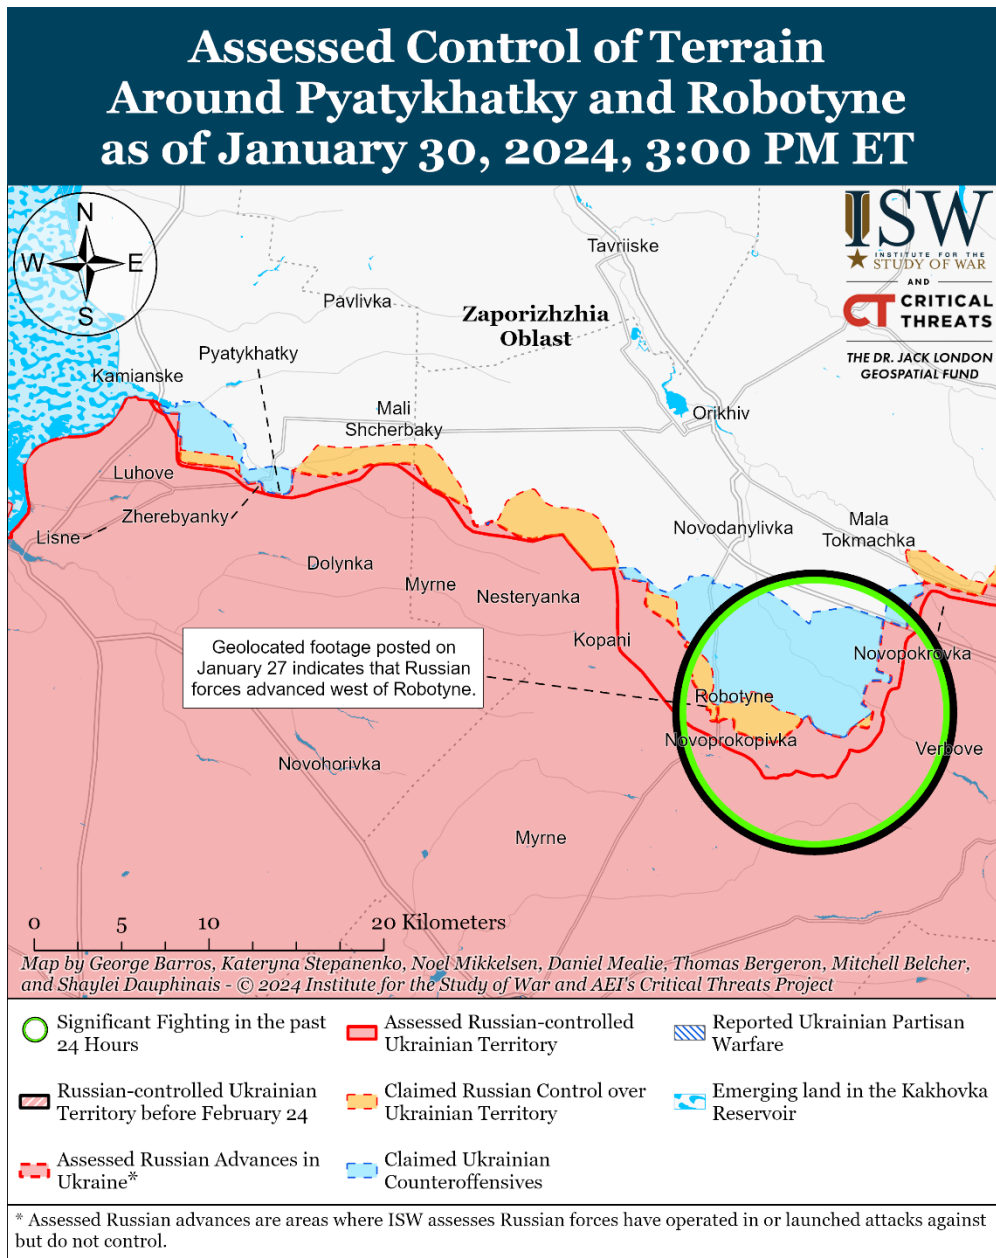 Assessed Control of Terrain
Around Pyatykhatky and Robotyne
as of January 30, 2024, 3:00 PM ET
N
W
E
S
ISW
INSTITUTE FOR THE
STUDY OF WAR
AND
CT CRITICAL
THREATS
THE DR. JACK LONDON
GEOSPATIAL FUND
Tavriiske
Pavlivka
Zaporizhzhia
Oblast
Pyatykhatky
Kamianske
Mali
Shcherbaky
Orikhiv
Luhove
Zherebyanky
Lisne
Novodanylivka
Mala
Tokmachka
Dolynka
Myrne
Nesteryanka
Kopani
Novopokrovka
Geolocated footage posted on
January 27 indicates that Russian
forces advanced west of Robotyne.
Robotyne
Novoprokopivka
Verbove
Novohorivka
Myrne
0 5 10 20 Kilometers
Map by George Barros, Kateryna Stepanenko, Noel Mikkelsen, Daniel Mealie, Thomas Bergeron, Mitchell Belcher,
and Shaylei Dauphinais - © 2024 Institute for the Study of War and AEI's Critical Threats Project
Significant Fighting in the past
24 Hours
Assessed Russian-controlled
Ukrainian Territory
Reported Ukrainian Partisan
Warfare
Russian-controlled Ukrainian
Territory before February 24
Claimed Russian Control over
Ukrainian Territory
Emerging land in the Kakhovka
Reservoir
Assessed Russian Advances in
Ukraine*
Claimed Ukrainian
Counteroffensives
* Assessed Russian advances are areas where ISW assesses Russian forces have operated in or launched attacks against
but do not control.